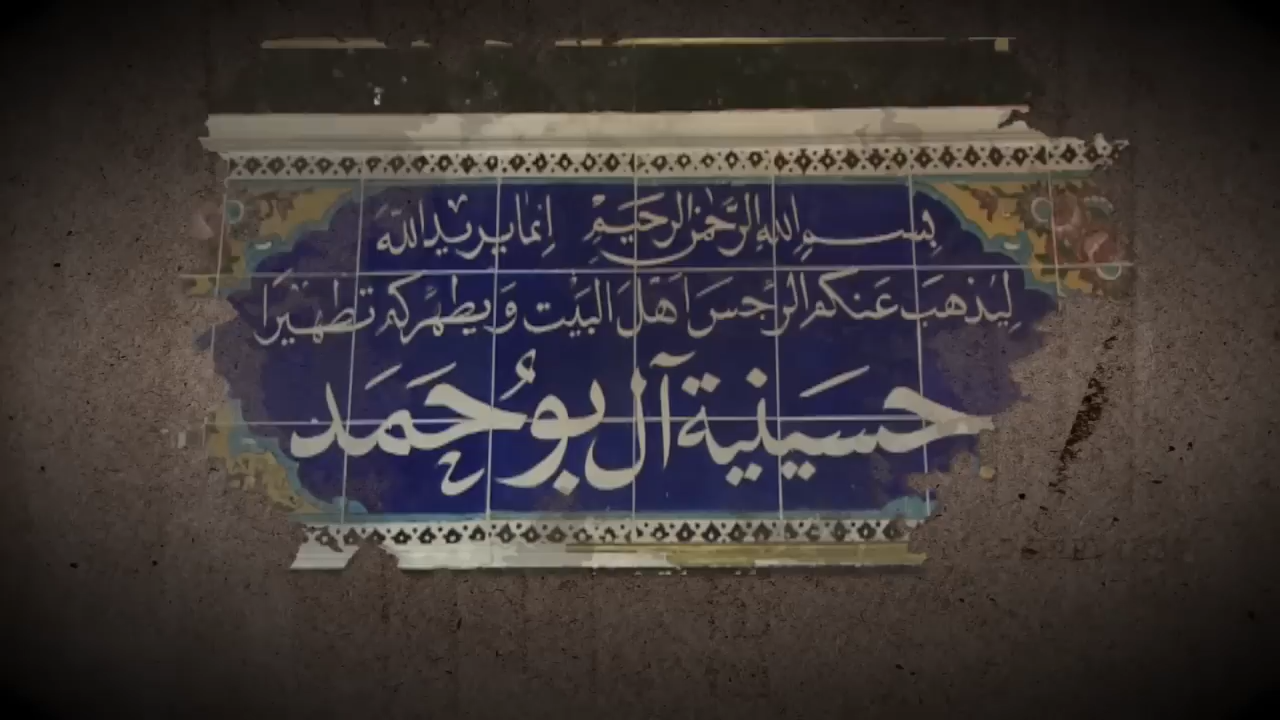 بسم الله الرحمن الرحيم إنما يريد الله
ليذهب عنكم الرجس أهل البيت ويطهركم تطهيرا
حسينية آل بوحمد